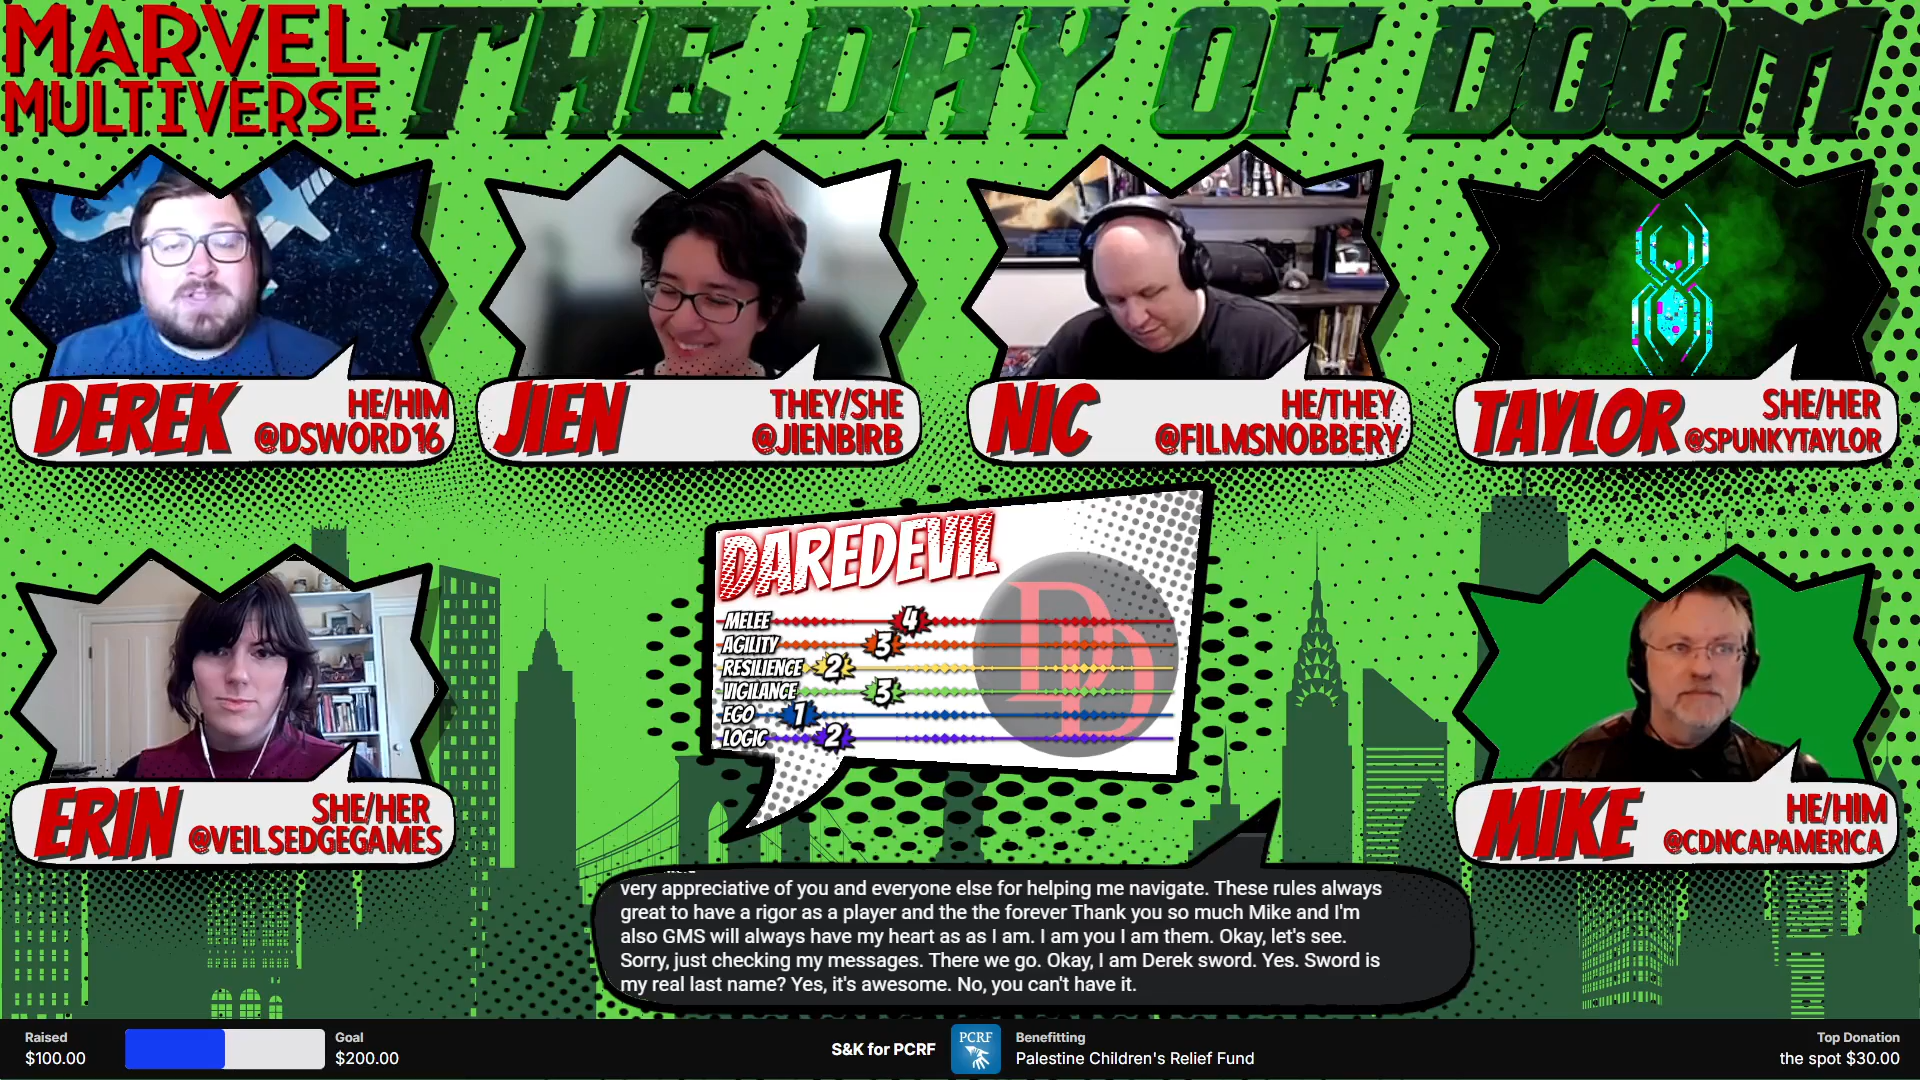 MARVEL
MULTIVERSE
THE DAY OF DOOM
DEREK
HE/HIM
@DSWORD16
JIEN
THEY/SHE
@JIENBIRB
NIC
HE/THEY
@FILMSNOBBERY
TAYLOR
SHE/HER
@SPUNKYTAYLOR
DAREDEVIL
MELEE 4
AGILITY 3
RESILIENCE 2
VIGILANCE 3
EGO 1
LOGIC 2
DD
ERIN
SHE/HER
@VEILSEDGEGAMES
MIKE
HE/HIM
@CDNCAPAMERICA
very appreciative of you and everyone else for helping me navigate. These rules always
great to have a rigor as a player and the the forever Thank you so much Mike and I'm
also GMS will always have my heart as as I am. I am you I am them. Okay, let's see.
Sorry, just checking my messages. There we go. Okay, I am Derek sword. Yes. Sword is
my real last name? Yes, it's awesome. No, you can't have it.
Raised
$100.00
Goal
$200.00
S&K for PCRF
PCRF
Benefitting
Palestine Children's Relief Fund
Top Donation
the spot $30.00